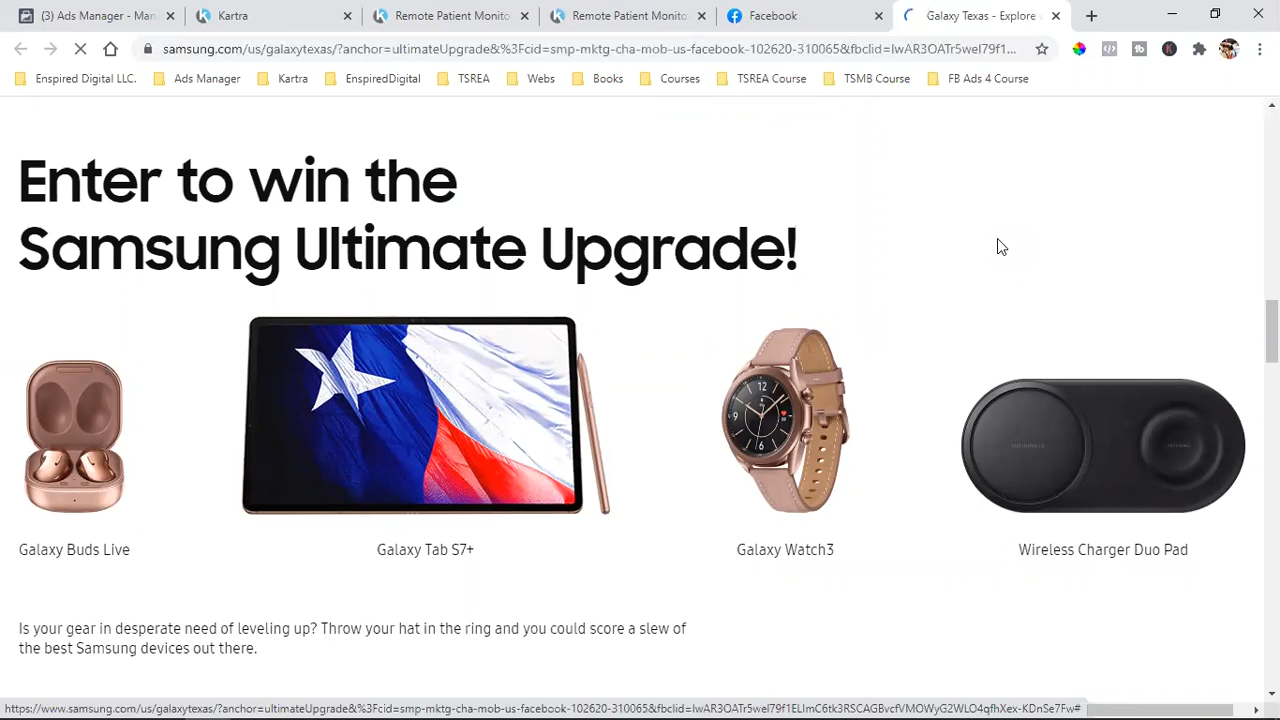 (3) Ads Manager - Man
Kartra
Remote Patient Monito
Remote Patient Monito
Facebook
Galaxy Texas - Explore
samsung.com/us/galaxytexas/?anchor=ultimateUpgrade&%3Fcid=smp-mktg-cha-mob-us-facebook-102620-310065&fbclid=IwAR3OATr5wel79f1...
Enspired Digital LLC.
Ads Manager
Kartra
EnspiredDigital
TSREA
Webs
Books
Courses
TSREA Course
TSMB Course
FB Ads 4 Course
Enter to win the
Samsung Ultimate Upgrade!
Galaxy Buds Live
Galaxy Tab S7+
Galaxy Watch3
Wireless Charger Duo Pad
Is your gear in desperate need of leveling up? Throw your hat in the ring and you could score a slew of
the best Samsung devices out there.
https://www.samsung.com/us/galaxytexas/?anchor=ultimateUpgrade&%3Fcid=smp-mktg-cha-mob-us-facebook-102620-310065&fbclid=IwAR3OATr5wel79f1ELImC6tk3RSCAGBvcfVMOWyG2WLO4qfhXex-KDnSe7Fw#